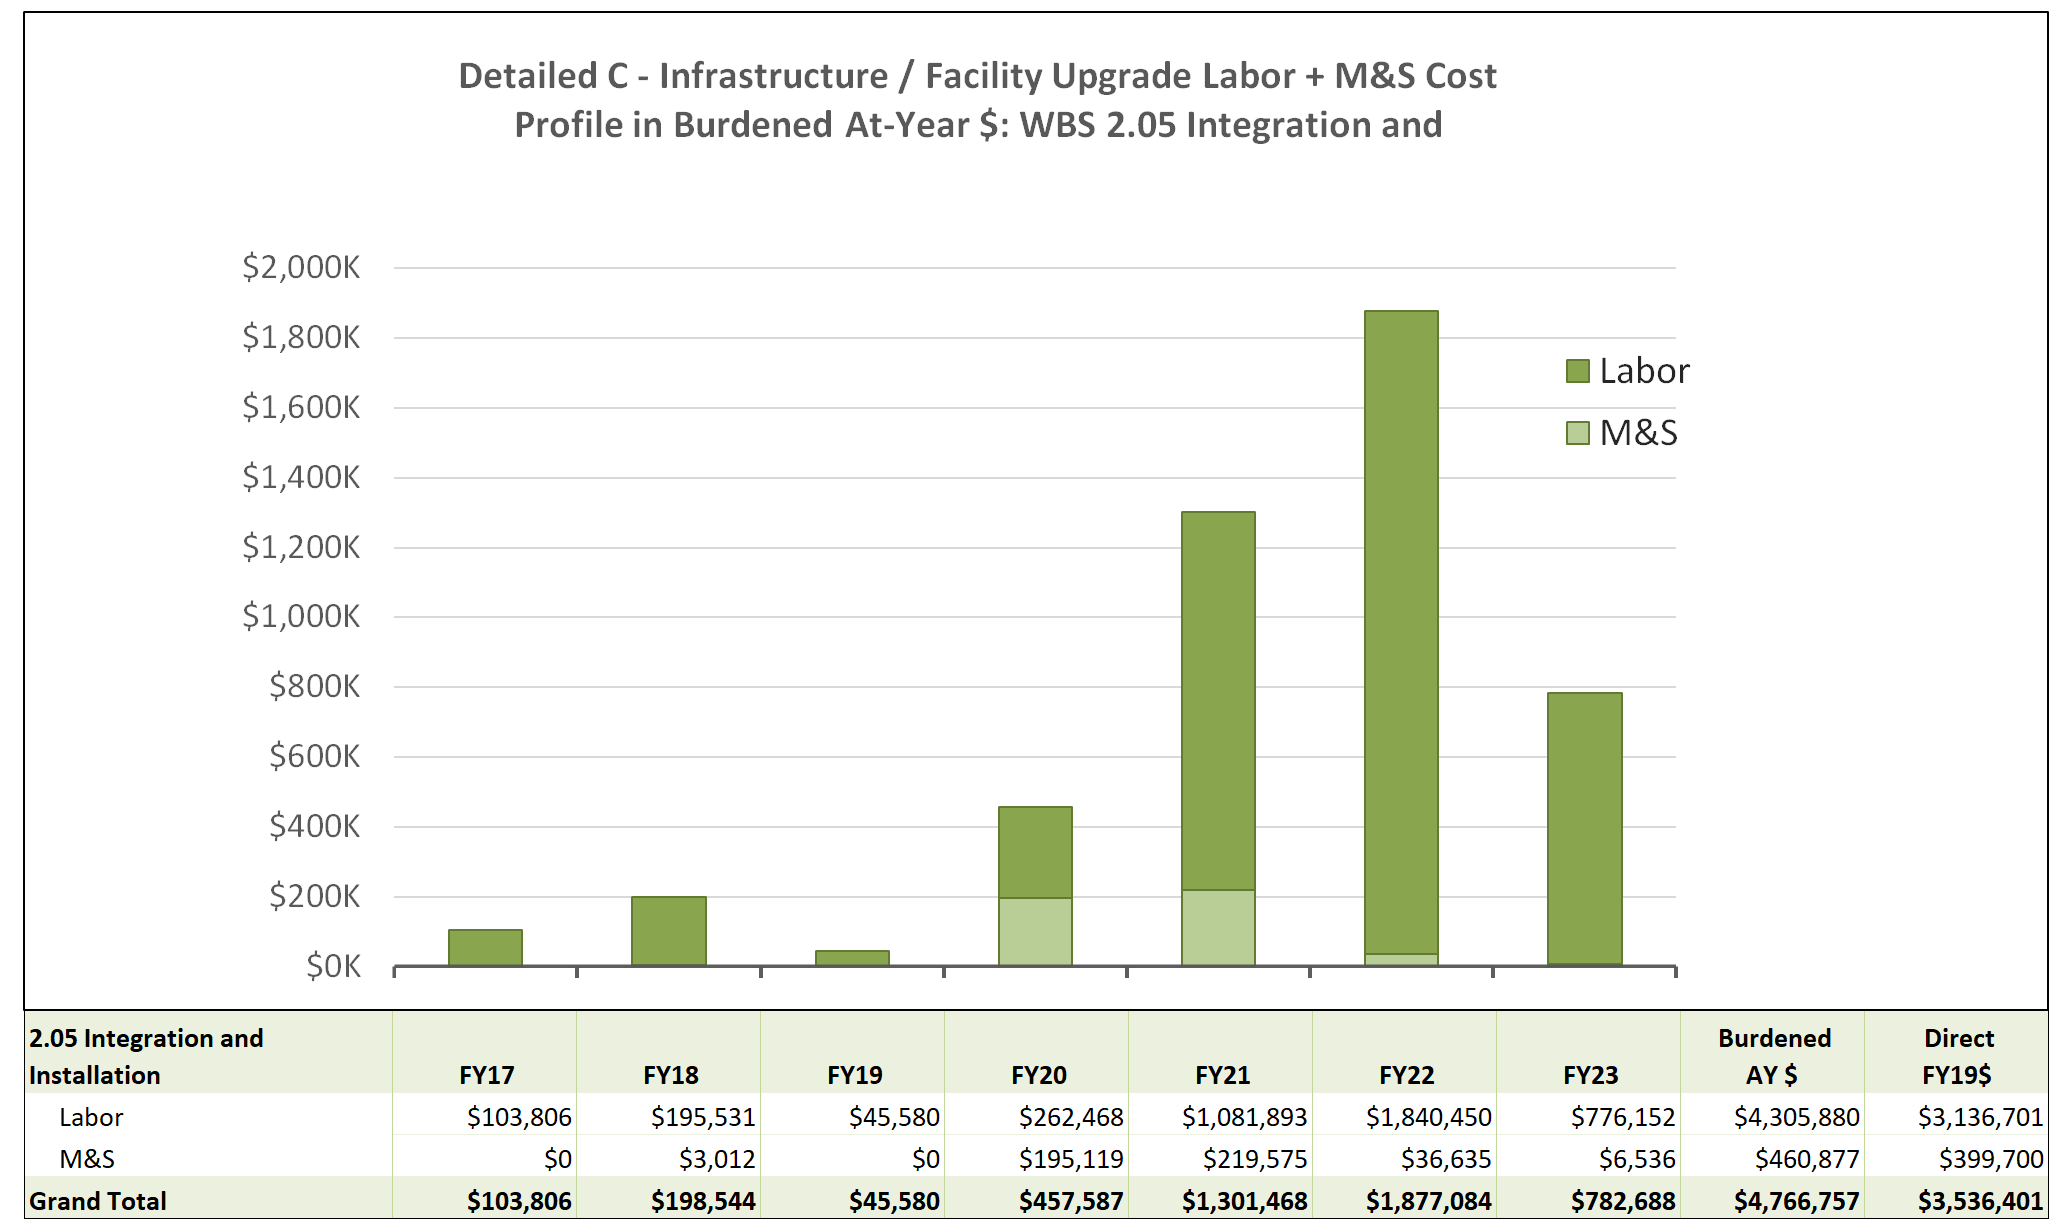 Detailed C - Infrastructure / Facility Upgrade Labor + M&S Cost
Profile in Burdened At-Year $: WBS 2.05 Integration and
$2,000K
$1,800K
$1,600K
$1,400K
$1,200K
$1,000K
$800K
$600K
$400K
$200K
$0K
Labor
M&S
2.05 Integration and Installation FY17 FY18 FY19 FY20 FY21 FY22 FY23 Burdened AY $ Direct FY19$
Labor $103,806 $195,531 $45,580 $262,468 $1,081,893 $1,840,450 $776,152 $4,305,880 $3,136,701
M&S $0 $3,012 $0 $195,119 $219,575 $36,635 $6,536 $460,877 $399,700
Grand Total $103,806 $198,544 $45,580 $457,587 $1,301,468 $1,877,084 $782,688 $4,766,757 $3,536,401